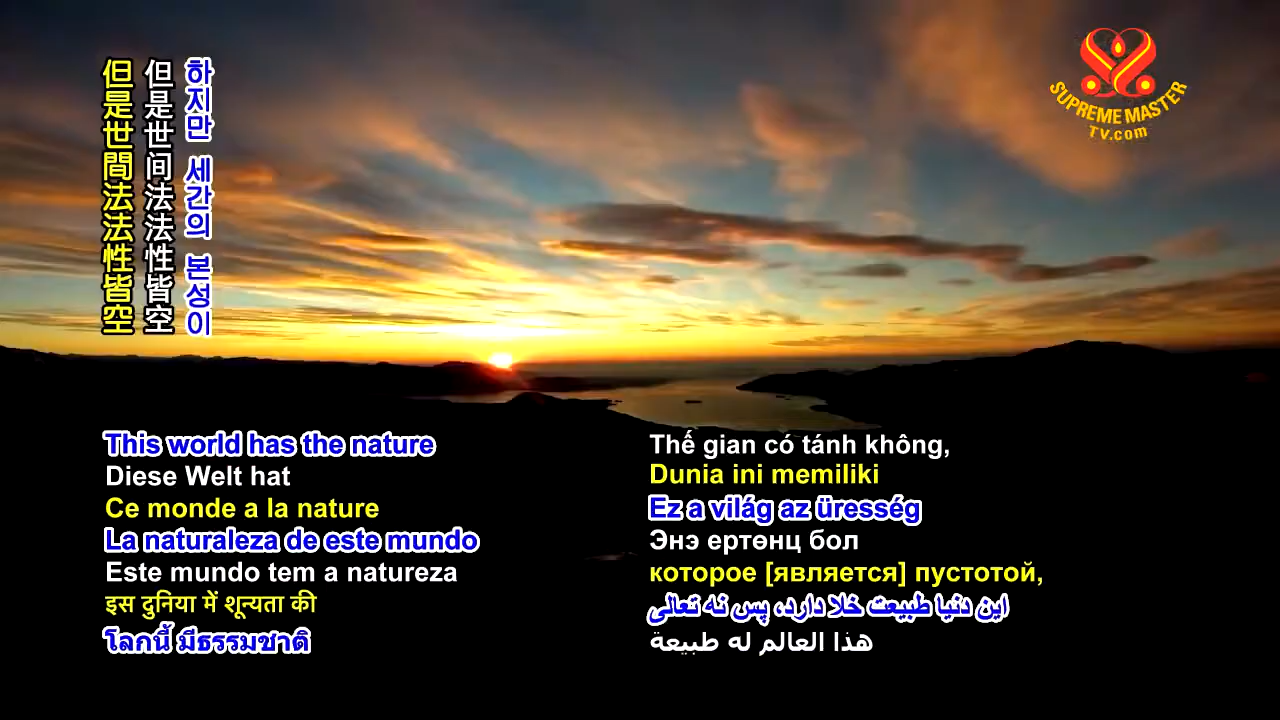 但是世間法法性皆空
但是世间法法性皆空
하지만 세간의 본성이
SUPREME MASTER
TV.com
This world has the nature
Diese Welt hat
Ce monde a la nature
La naturaleza de este mundo
Este mundo tem a natureza
इस दुनिया में शून्यता की
โลกนี้ มีธรรมชาติ
Thế gian có tánh không,
Dunia ini memiliki
Ez a világ az üresség
Энэ ертөнц бол
которое [является] пустотой,
این دنیا طبیعت خلا دارد، پس نه تعالی
هذا العالم له طبيعة